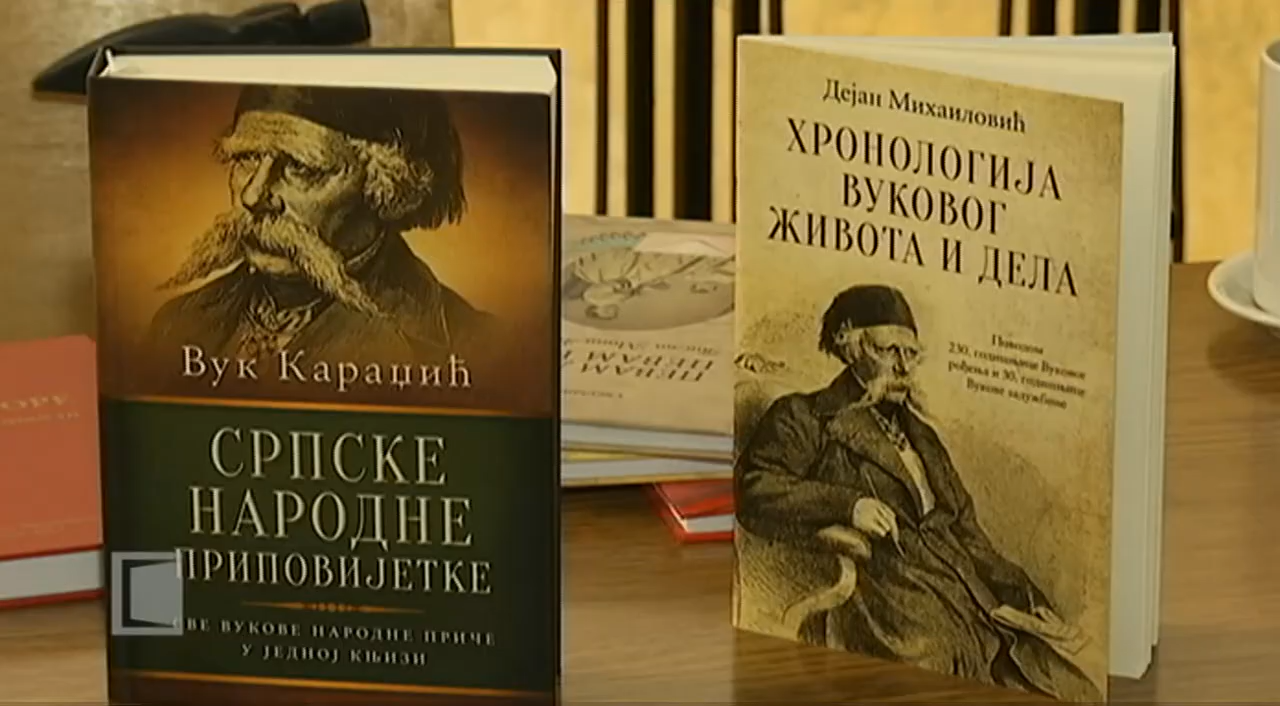 Вук Караџић
СРПСКЕ
НАРОДНЕ
ПРИПОВИЈЕТКЕ
СВЕ ВУКОВЕ НАРОДНЕ ПРИЧЕ
У ЈЕДНОЈ КЊИЗИ
Дејан Михаиловић
ХРОНОЛОГИЈА
ВУКОВОГ
ЖИВОТА И ДЕЛА
Поводом
230. годишњице Вуковог
рођења и 30. годишњице
Вукове задужбине